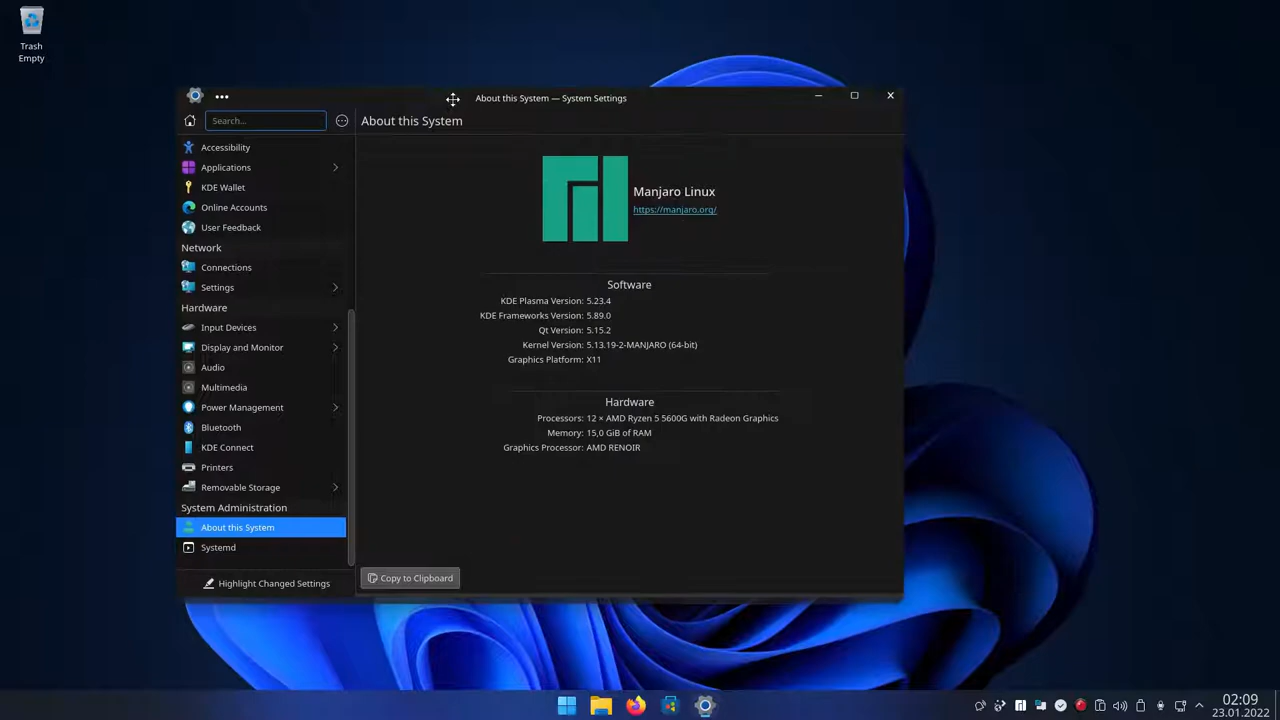 Trash
Empty
About this System — System Settings
Search...
About this System
Accessibility
Applications
KDE Wallet
Online Accounts
User Feedback
Network
Connections
Settings
Hardware
Input Devices
Display and Monitor
Audio
Multimedia
Power Management
Bluetooth
KDE Connect
Printers
Removable Storage
System Administration
About this System
Systemd
Highlight Changed Settings
Manjaro Linux
https://manjaro.org/
Software
KDE Plasma Version: 5.23.4
KDE Frameworks Version: 5.89.0
Qt Version: 5.15.2
Kernel Version: 5.13.19-2-MANJARO (64-bit)
Graphics Platform: X11
Hardware
Processors: 12 × AMD Ryzen 5 5600G with Radeon Graphics
Memory: 15,0 GiB of RAM
Graphics Processor: AMD RENOIR
Copy to Clipboard
02:09
23.01.2022